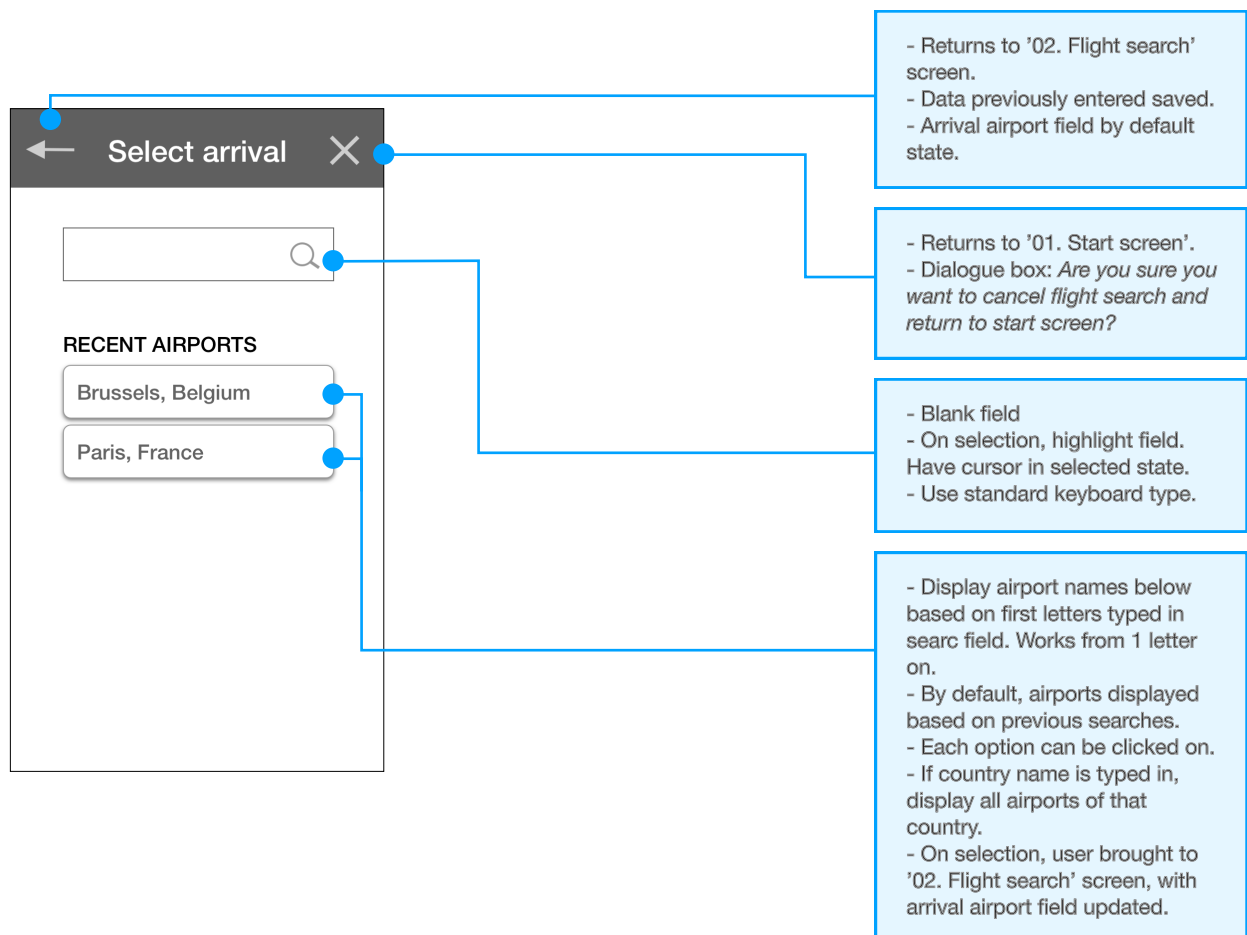 Select arrival
RECENT AIRPORTS
Brussels, Belgium
Paris, France
- Returns to ’02. Flight search’
screen.
- Data previously entered saved.
- Arrival airport field by default
state.
- Returns to ’01. Start screen’.
- Dialogue box: Are you sure you
want to cancel flight search and
return to start screen?
- Blank field
- On selection, highlight field.
Have cursor in selected state.
- Use standard keyboard type.
- Display airport names below
based on first letters typed in
searc field. Works from 1 letter
on.
- By default, airports displayed
based on previous searches.
- Each option can be clicked on.
- If country name is typed in,
display all airports of that
country.
- On selection, user brought to
’02. Flight search’ screen, with
arrival airport field updated.